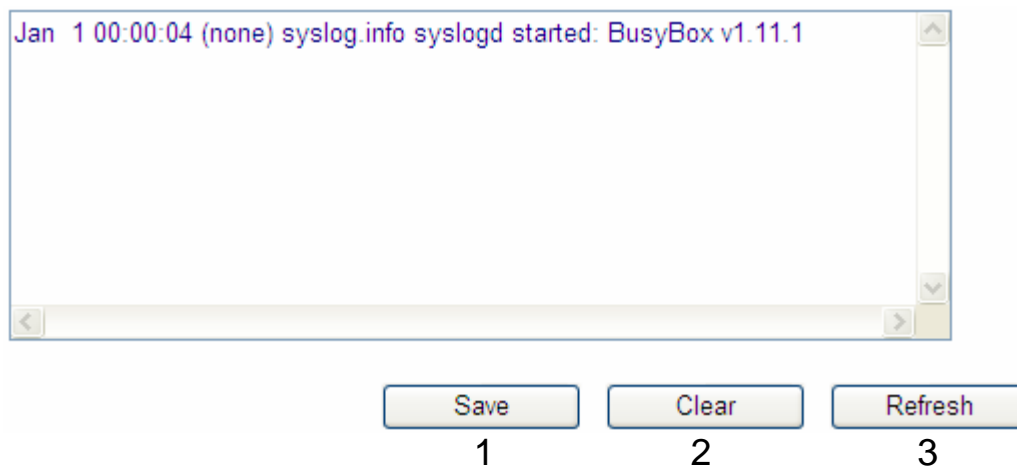 Jan  1 00:00:04 (none) syslog.info syslogd started: BusyBox v1.11.1
Save Clear Refresh
1 2 3